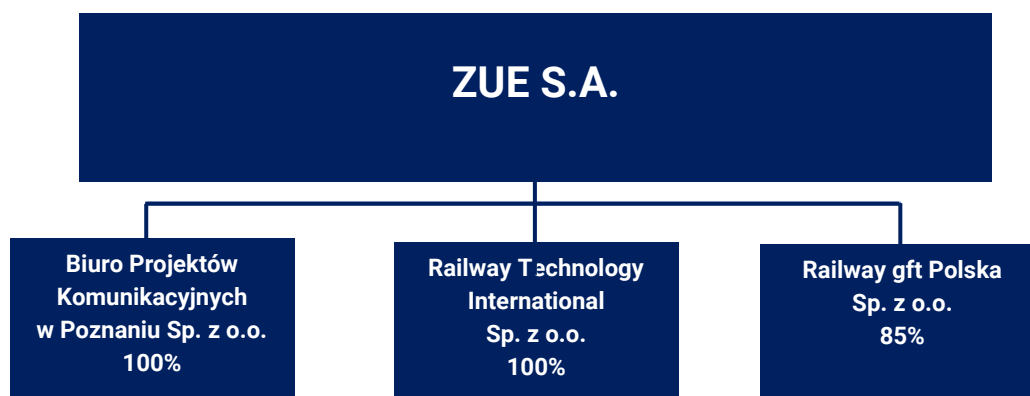 ZUE S.A.
Biuro Projektów
Komunikacyjnych
w Poznaniu Sp. z o.o.
100%
Railway Technology
International
Sp. z o.o.
100%
Railway gft Polska
Sp. z o.o.
85%